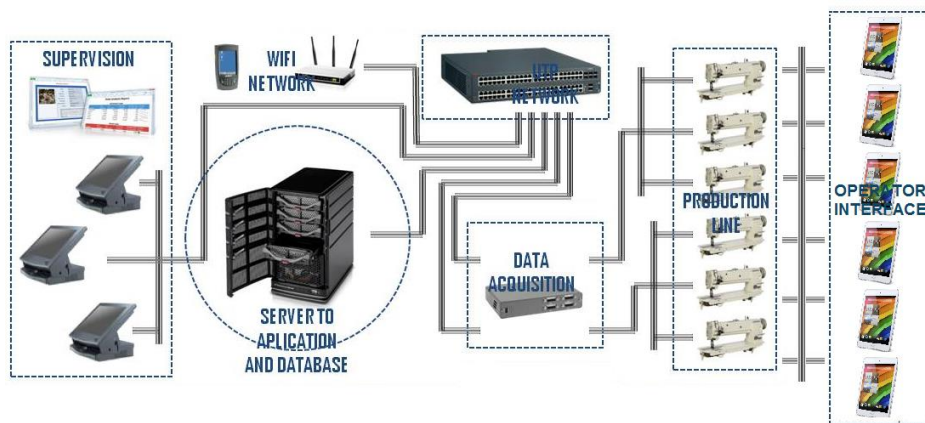 SUPERVISION
WIFI
NETWORK
UTP
NETWORK
SERVER TO
APLICATION
AND DATABASE
DATA
ACQUISITION
PRODUCTION
LINE
OPERATOR
INTERFACE